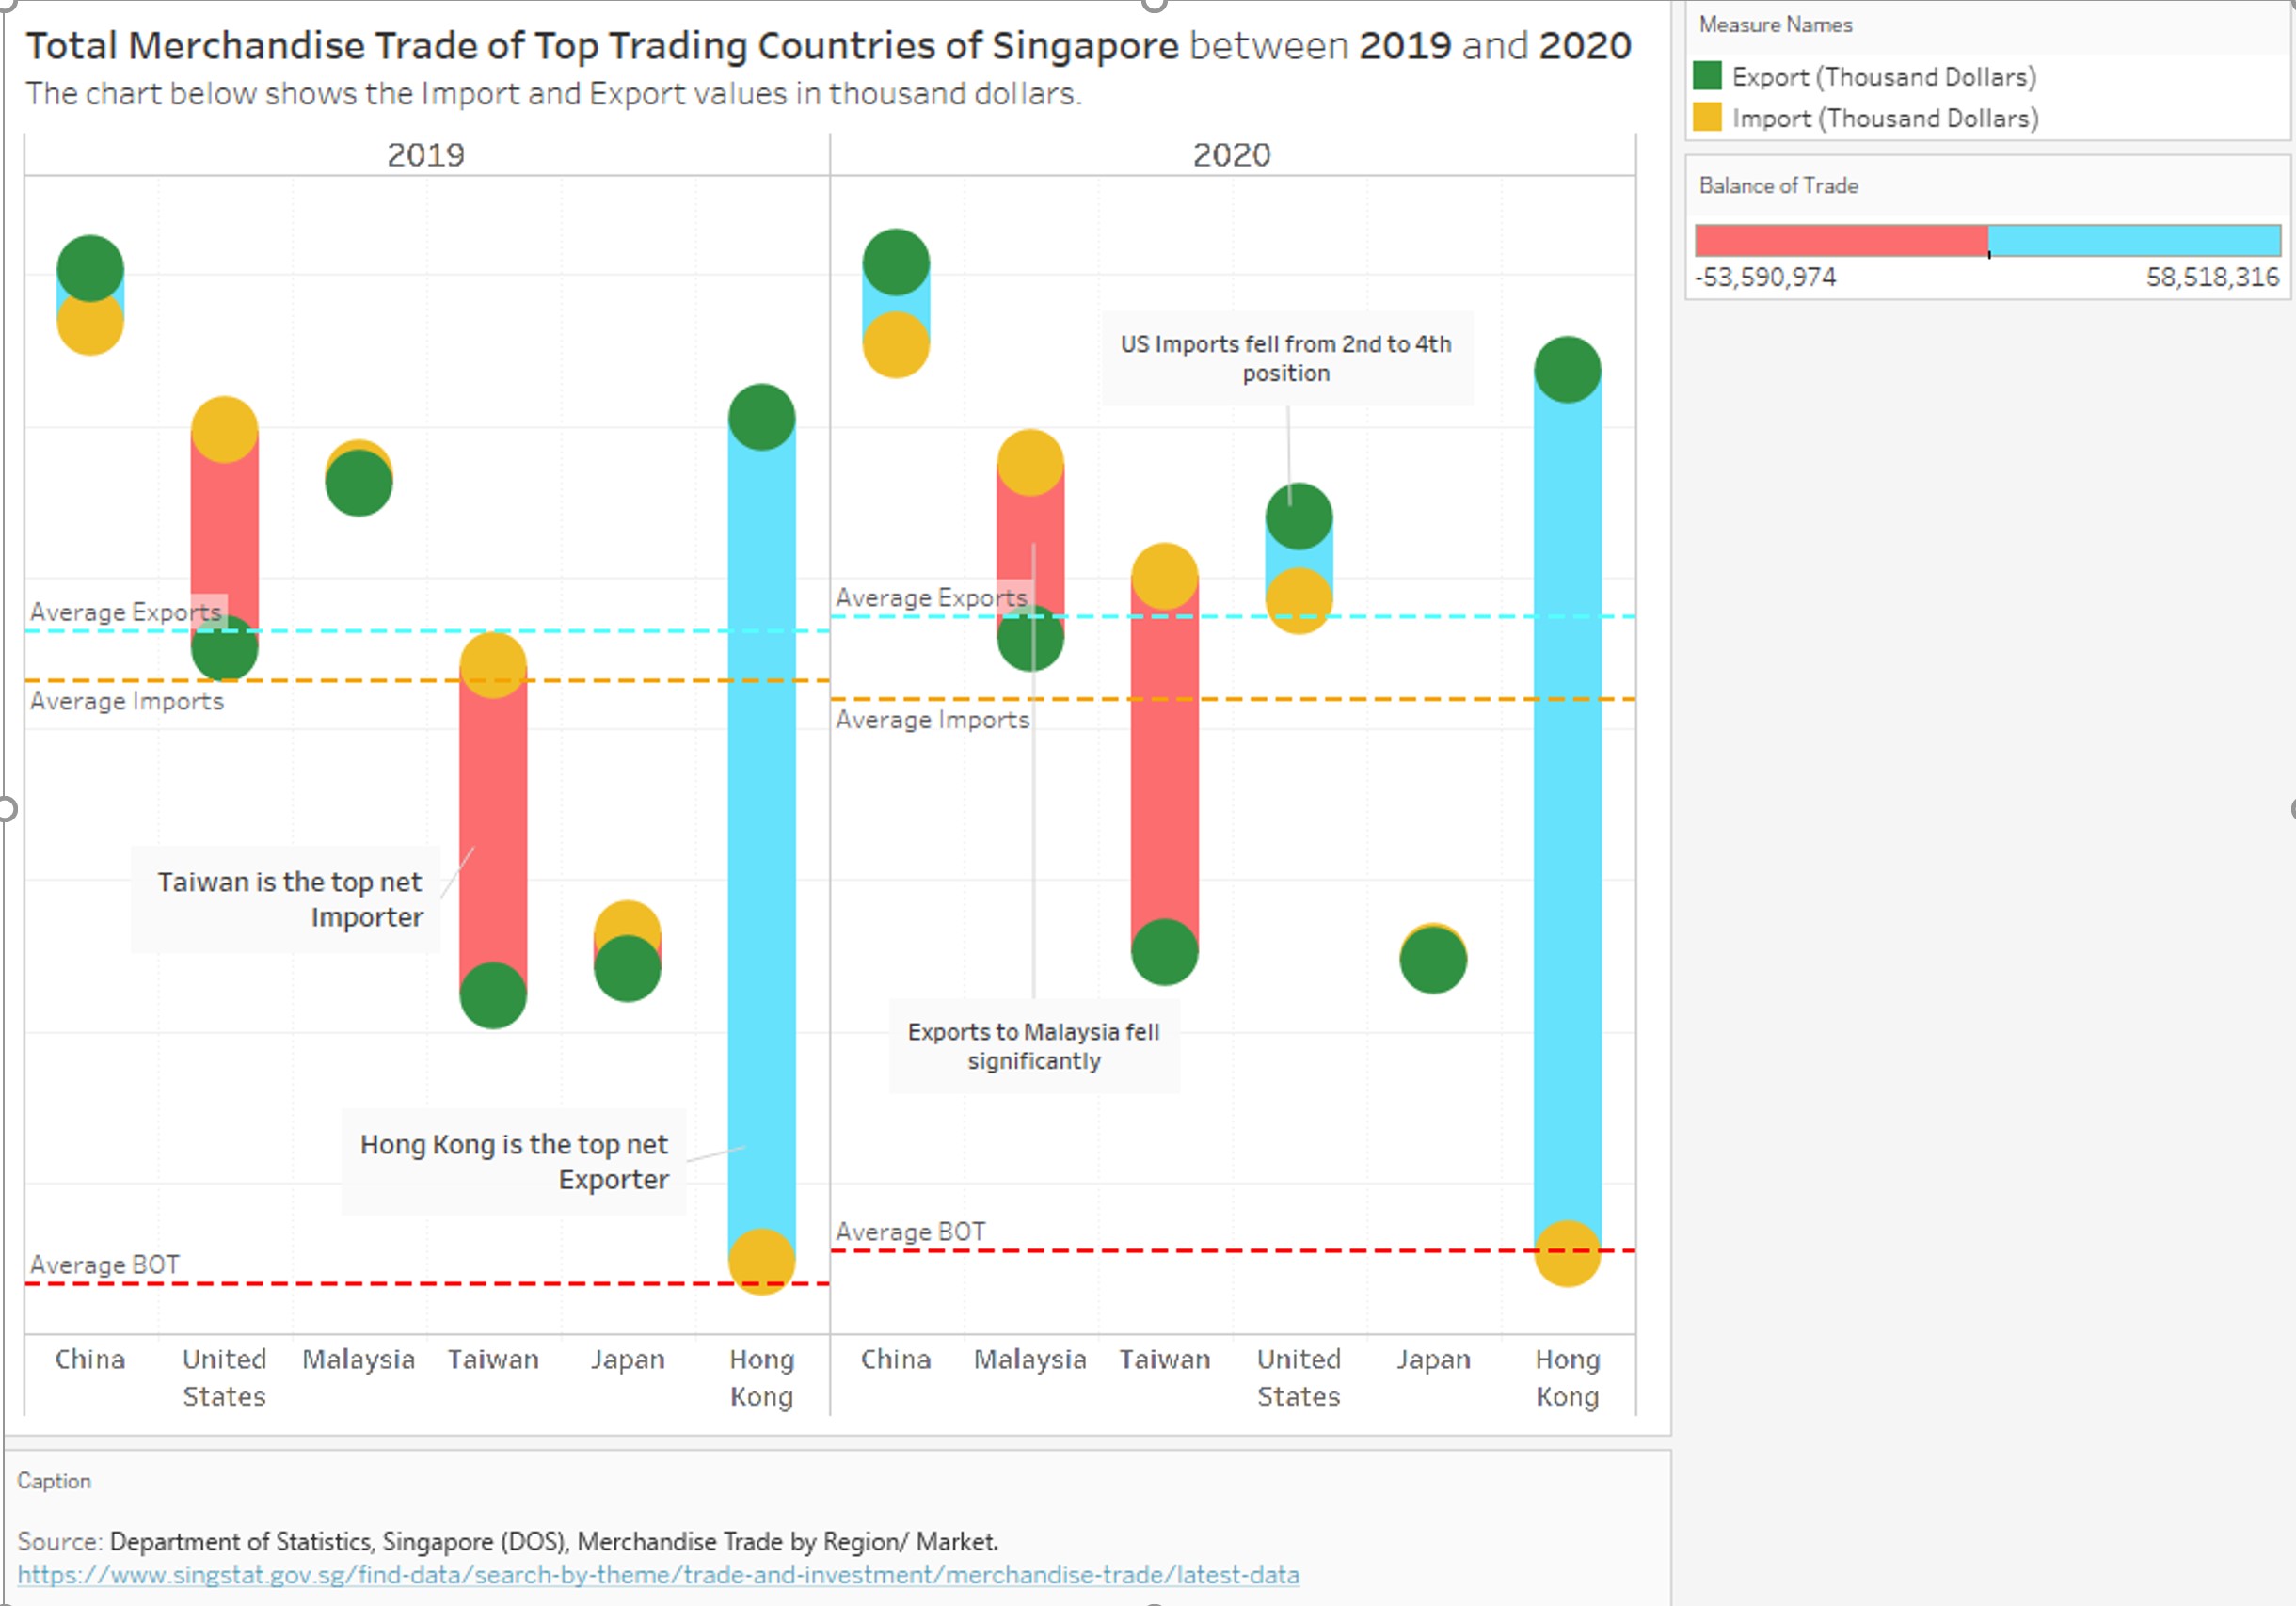 Total Merchandise Trade of Top Trading Countries of Singapore between 2019 and 2020
The chart below shows the Import and Export values in thousand dollars.
2019
2020
US Imports fell from 2nd to 4th
position
Average Exports
Average Imports
Average Exports
Average Imports
Taiwan is the top net
Importer
Exports to Malaysia fell
significantly
Hong Kong is the top net
Exporter
Average BOT
Average BOT
China
United
States
Malaysia
Taiwan
Japan
Hong
Kong
China
Malaysia
Taiwan
United
States
Japan
Hong
Kong
Measure Names
Export (Thousand Dollars)
Import (Thousand Dollars)
Balance of Trade
-53,590,974
58,518,316
Caption
Source: Department of Statistics, Singapore (DOS), Merchandise Trade by Region/ Market.
https://www.singstat.gov.sg/find-data/search-by-theme/trade-and-investment/merchandise-trade/latest-data